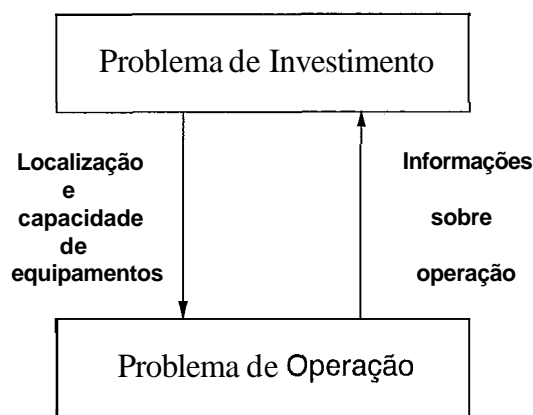 Problema de Investimento
Localização
e
capacidade
de
equipamentos
Informações
sobre
operação
Problema de Operação